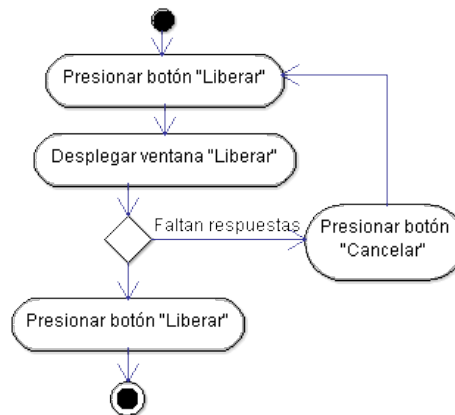 Presionar botón "Liberar"
Desplegar ventana "Liberar"
Faltan respuestas
Presionar botón
"Cancelar"
Presionar botón "Liberar"